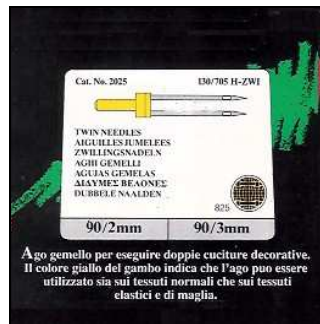 Cat. No. 2025 130/705 H-ZWI
TWIN NEEDLES
AIGUILLES JUMELEES
ZWILLINGSNADELN
AGHI GEMELLI
AGUJAS GEMELAS
ΔΙΔΥΜΕΣ ΒΕΛΟΝΕΣ
DUBBELE NAALDEN
825
90/2mm 90/3mm
Ago gemello per eseguire doppie cuciture decorative.
Il colore giallo del gambo indica che l'ago puo essere
utilizzato sia sui tessuti normali che sui tessuti
elastici e di maglia.